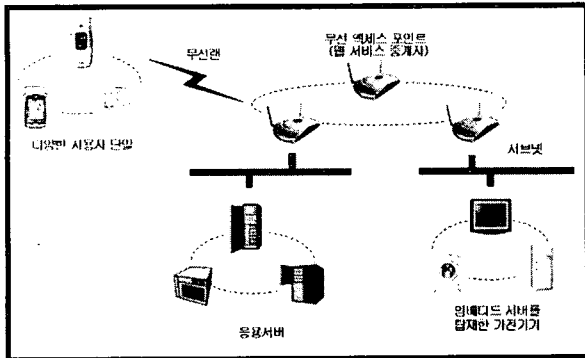 무선랜
무선 액세스 포인트
(웹 서비스 중계자)
다양한 사용자 단말
서브넷
응용서버
임베디드 서버를
탑재한 가전기기